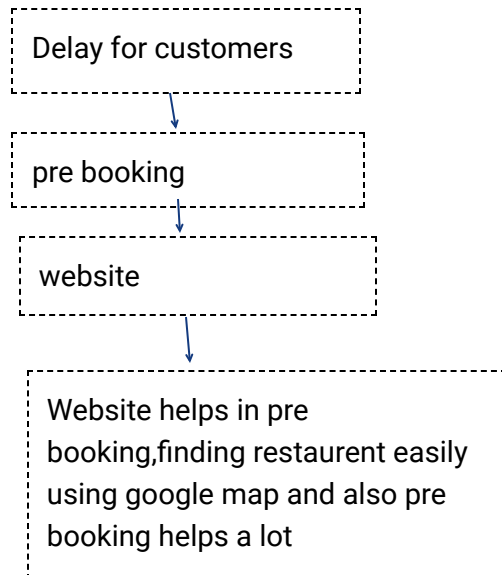 Delay for customers
pre booking
website
Website helps in pre
booking,finding restaurent easily
using google map and also pre
booking helps a lot